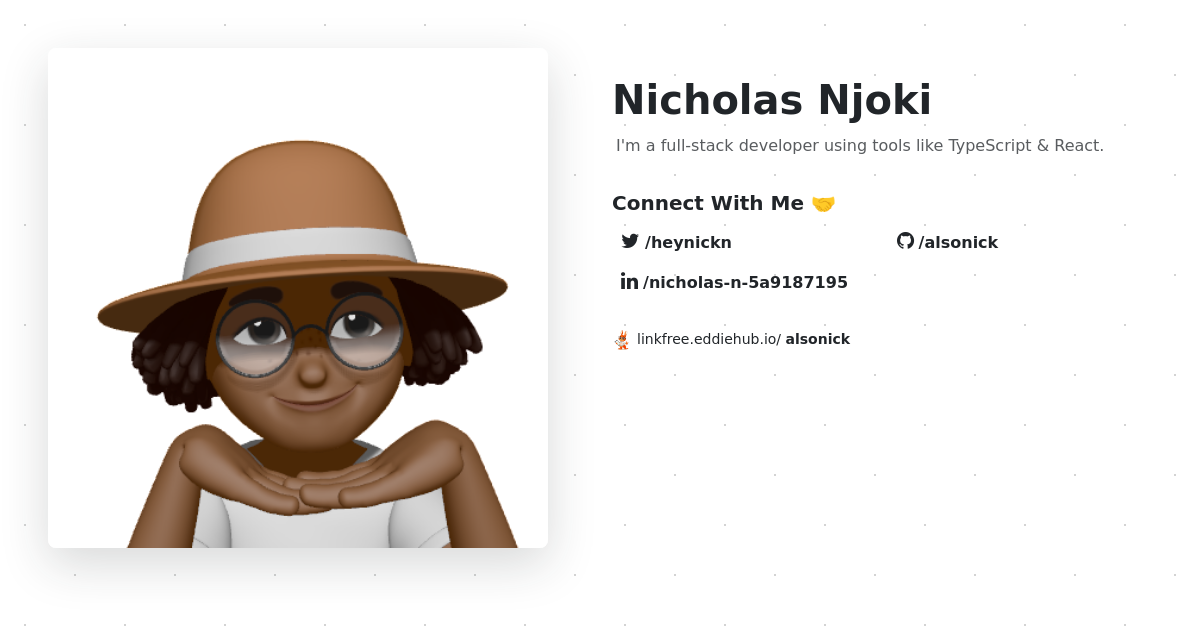 Nicholas Njoki
I'm a full-stack developer using tools like TypeScript & React.
Connect With Me 🤝
/heynickn
/alsonick
/nicholas-n-5a9187195
linkfree.eddiehub.io/ alsonick